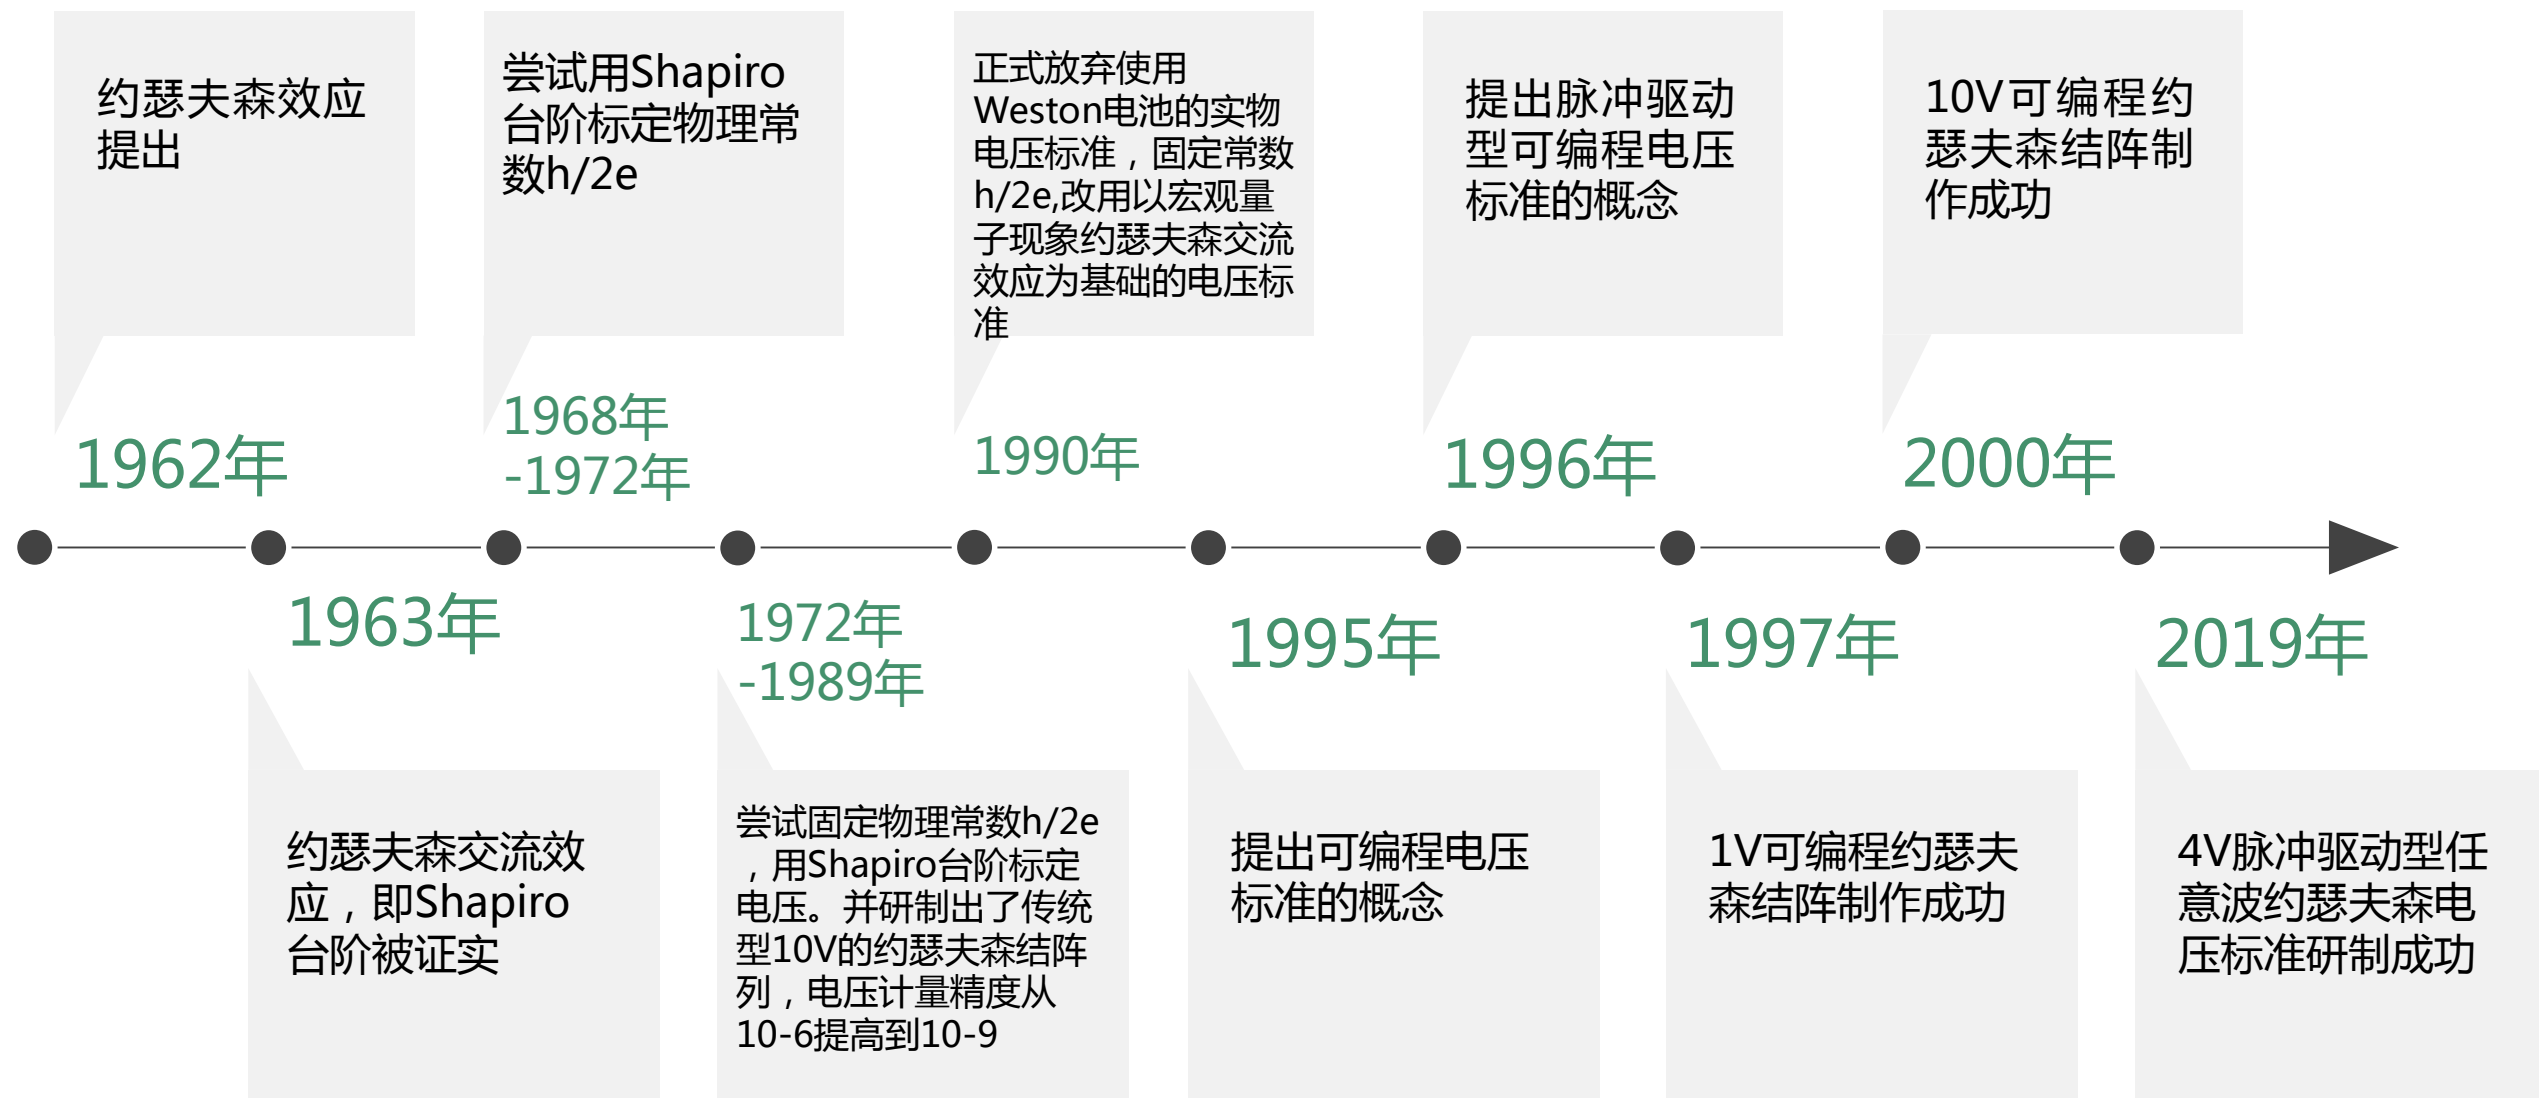 约瑟夫森效应
提出
1962年
1963年
约瑟夫森交流效
应，即Shapiro
台阶被证实
尝试用Shapiro
台阶标定物理常
数h/2e
1968年
-1972年
1972年
-1989年
尝试固定物理常数h/2e
，用Shapiro台阶标定
电压。并研制出了传统
型10V的约瑟夫森结阵
列，电压计量精度从
10-6提高到10-9
正式放弃使用
Weston电池的实物
电压标准，固定常数
h/2e,改用以宏观量
子现象约瑟夫森交流
效应为基础的电压标
准
1990年
1995年
提出可编程电压
标准的概念
提出脉冲驱动
型可编程电压
标准的概念
1996年
1997年
1V可编程约瑟夫
森结阵制作成功
10V可编程约
瑟夫森结阵制
作成功
2000年
2019年
4V脉冲驱动型任
意波约瑟夫森电
压标准研制成功